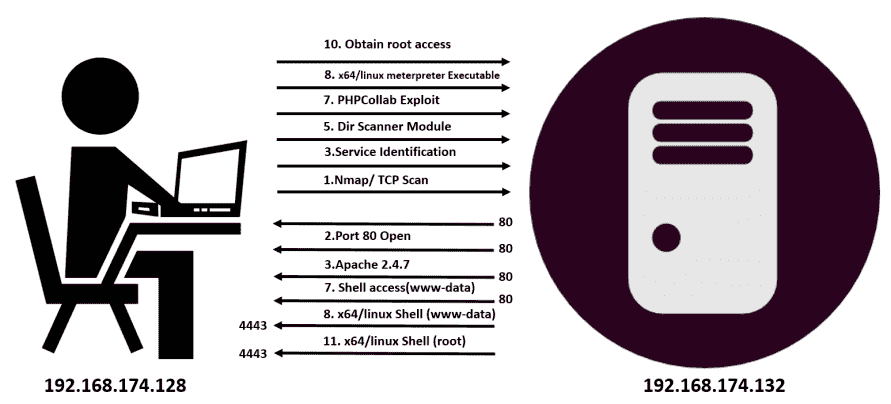 10. Obtain root access
8. x64/linux meterpreter Executable
7. PHPCollab Exploit
5. Dir Scanner Module
3.Service Identification
1.Nmap/ TCP Scan
80
2.Port 80 Open
80
3.Apache 2.4.7
80
7. Shell access(www-data)
80
8. x64/linux Shell (www-data)
4443
11. x64/linux Shell (root)
4443
192.168.174.128
192.168.174.132